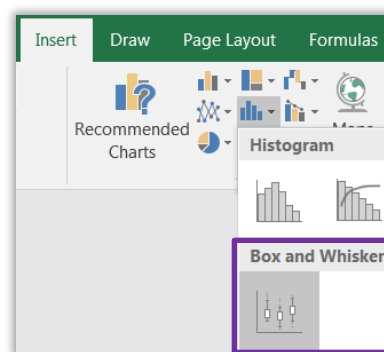 Insert Draw Page Layout Formulas
Recommended
Charts
Histogram
Box and Whisker